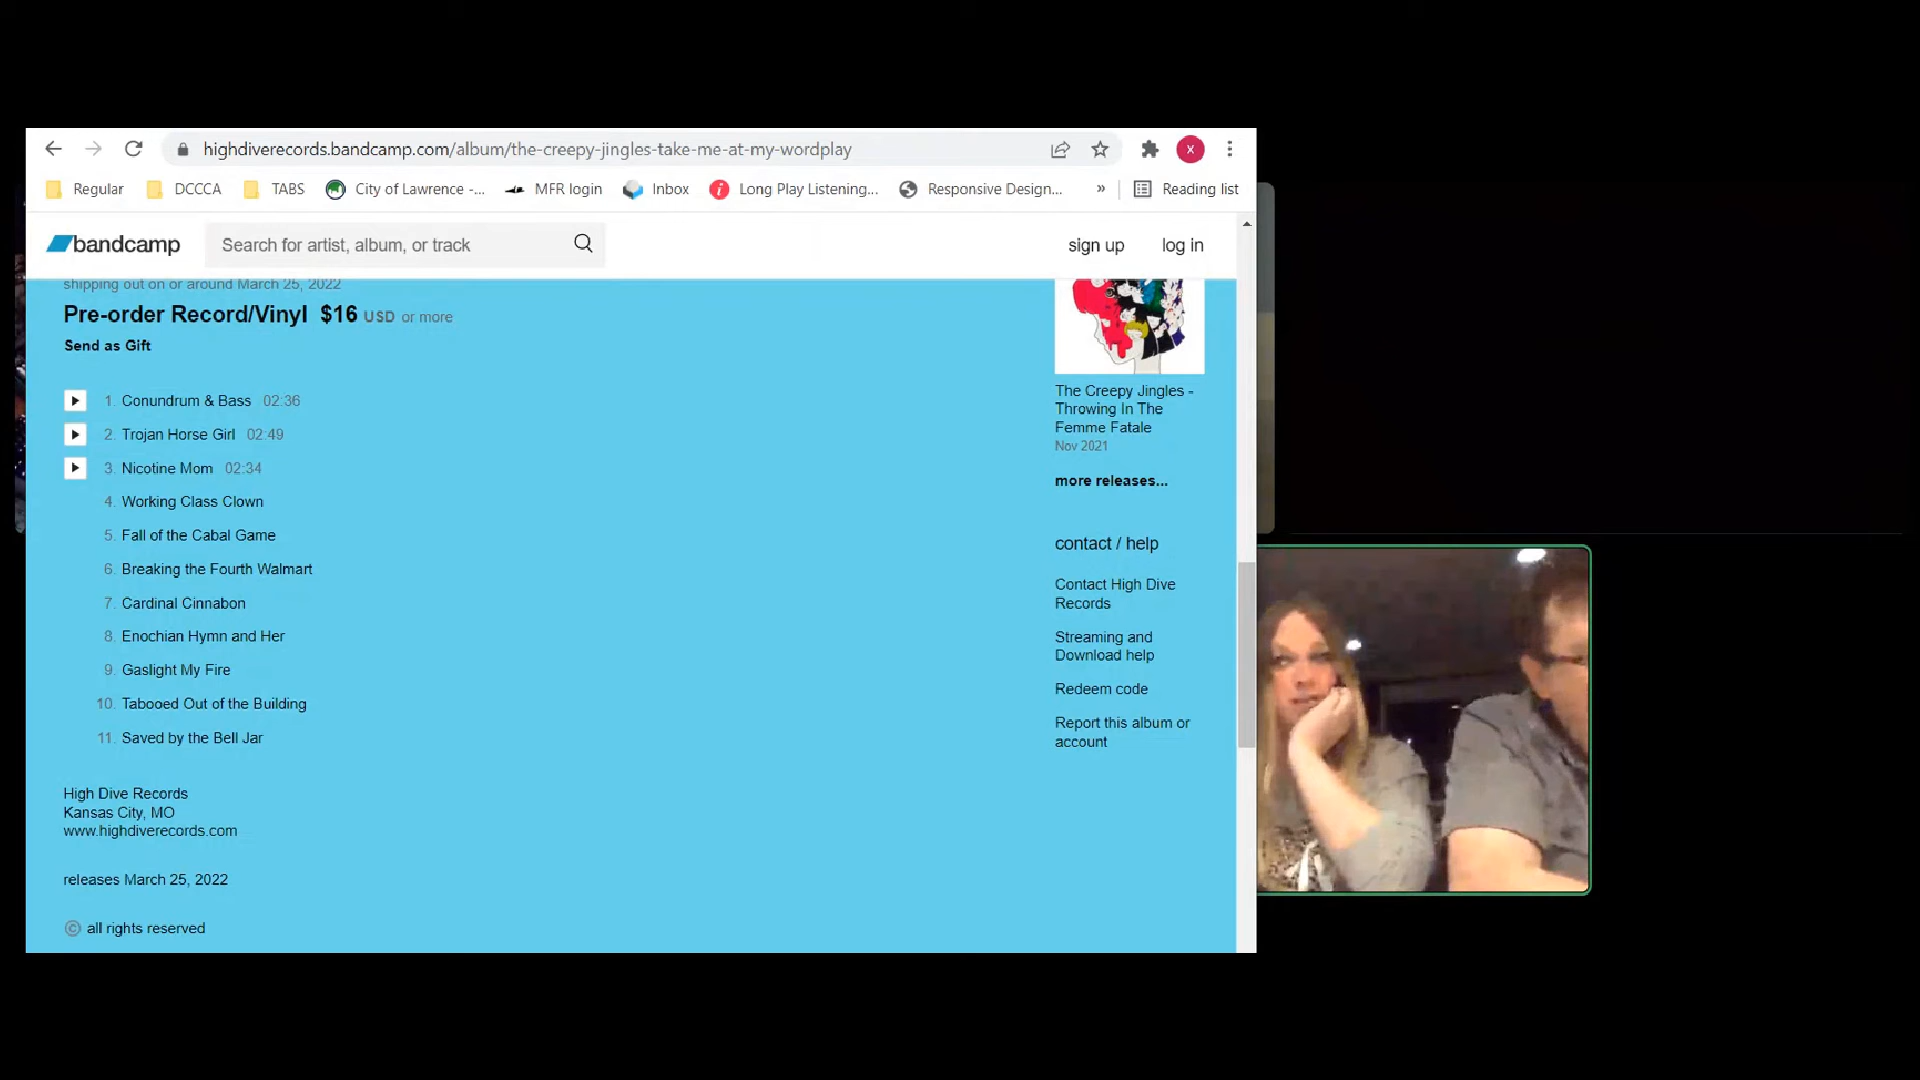 highdiverecords.bandcamp.com/album/the-creepy-jingles-take-me-at-my-wordplay
X
Regular
DCCCA
TABS
City of Lawrence -...
MFR login
Inbox
Long Play Listening...
Responsive Design...
»
Reading list
bandcamp
Search for artist, album, or track
sign up
log in
shipping out on or around March 25, 2022
Pre-order Record/Vinyl $16 USD or more
Send as Gift
1. Conundrum & Bass 02:36
2. Trojan Horse Girl 02:49
3. Nicotine Mom 02:34
4. Working Class Clown
5. Fall of the Cabal Game
6. Breaking the Fourth Walmart
7. Cardinal Cinnabon
8. Enochian Hymn and Her
9. Gaslight My Fire
10. Tabooed Out of the Building
11. Saved by the Bell Jar
High Dive Records
Kansas City, MO
www.highdiverecords.com
releases March 25, 2022
© all rights reserved
The Creepy Jingles -
Throwing In The
Femme Fatale
Nov 2021
more releases...
contact / help
Contact High Dive
Records
Streaming and
Download help
Redeem code
Report this album or
account